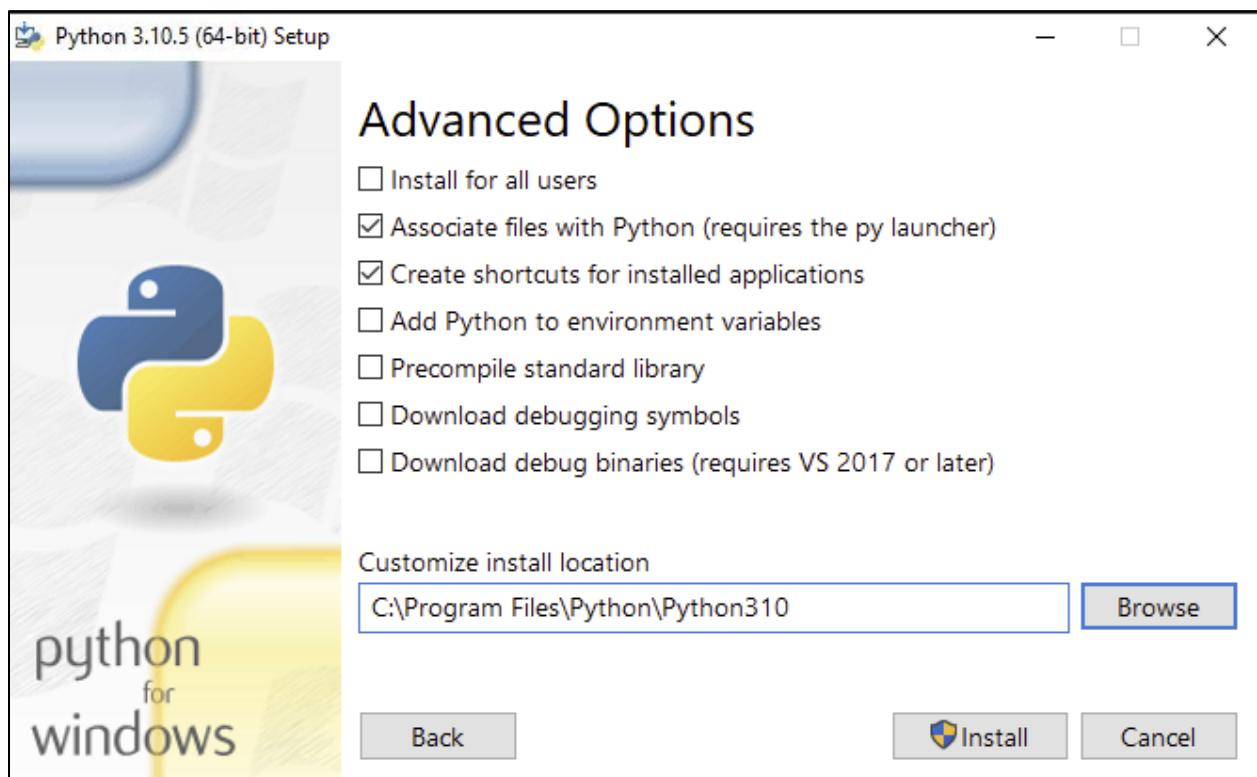 Python 3.10.5 (64-bit) Setup
Advanced Options
Install for all users
Associate files with Python (requires the py launcher)
Create shortcuts for installed applications
Add Python to environment variables
Precompile standard library
Download debugging symbols
Download debug binaries (requires VS 2017 or later)
Customize install location
C:\Program Files\Python\Python310
Browse
python
for
windows
Back
Install
Cancel